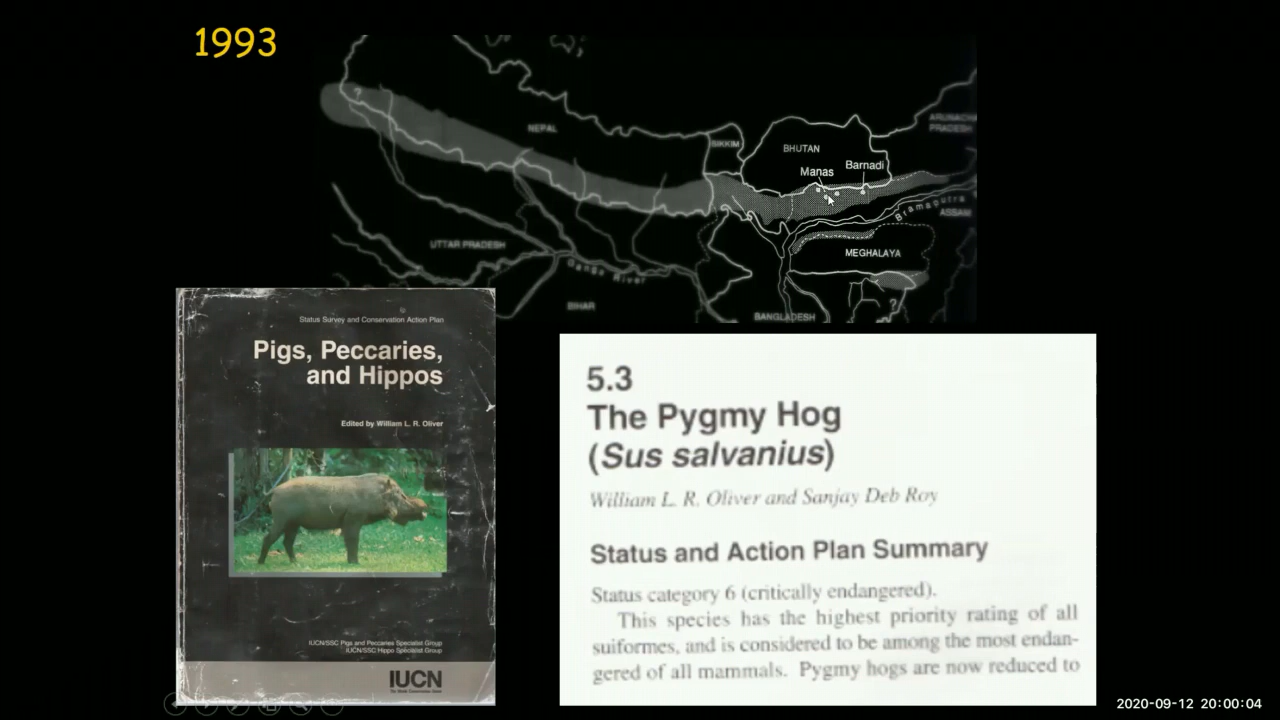 1993
?
NEPAL
SIKKIM
BHUTAN
ARUNACHA
PRADESH
Manas
Barnadi
Bramaputra
ASSAM
UTTAR PRADESH
MEGHALAYA
Ganga River
BIHAR
?
BANGLADESH
Status Survey and Conservation Action Plan
Pigs, Peccaries,
and Hippos
Edited by William L. R. Oliver
IUCN/SSC Pigs and Peccaries Specialist Group
IUCN/SSC Hippo Specialist Group
IUCN
The World Conservation Union
5.3
The Pygmy Hog
(Sus salvanius)
William L. R. Oliver and Sanjay Deb Roy
Status and Action Plan Summary
Status category 6 (critically endangered).
This species has the highest priority rating of all
suiformes, and is considered to be among the most endan-
gered of all mammals. Pygmy hogs are now reduced to
2020-09-12 20:00:04